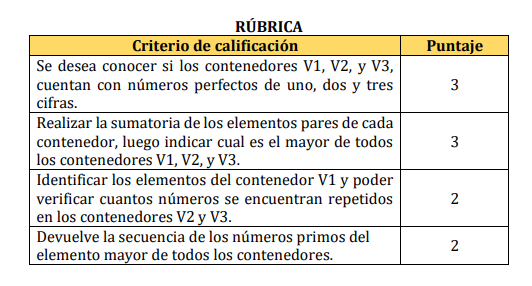 RÚBRICA
Criterio de calificación Puntaje
Se desea conocer si los contenedores V1, V2, y V3,
cuentan con números perfectos de uno, dos y tres
cifras.
3
Realizar la sumatoria de los elementos pares de cada
contenedor, luego indicar cual es el mayor de todos
los contenedores V1, V2, y V3.
3
Identificar los elementos del contenedor V1 y poder
verificar cuantos números se encuentran repetidos
en los contenedores V2 y V3.
2
Devuelve la secuencia de los números primos del
elemento mayor de todos los contenedores.
2